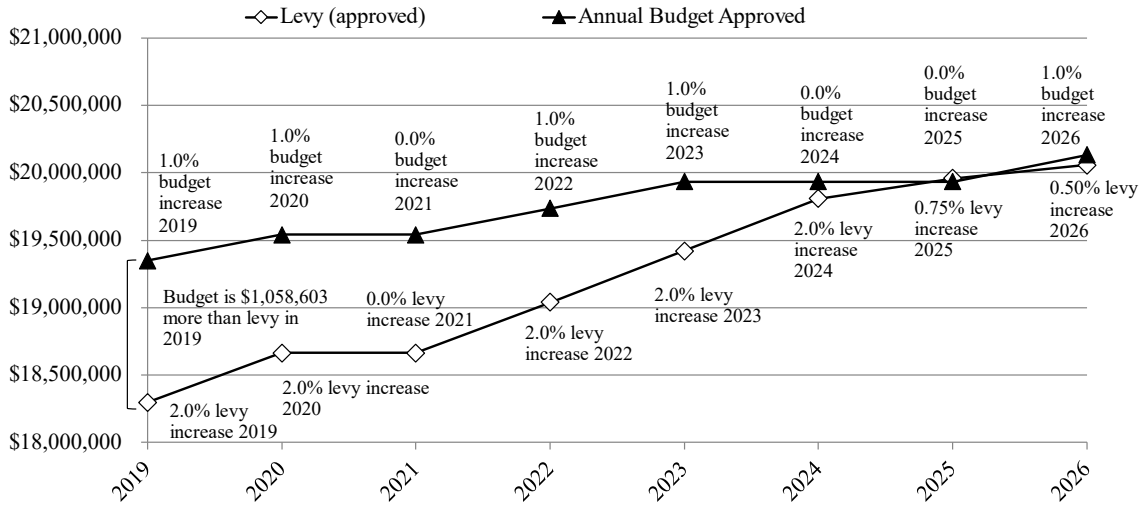 Levy (approved)
Annual Budget Approved
$21,000,000
$20,500,000
$20,000,000
$19,500,000
$19,000,000
$18,500,000
$18,000,000
1.0%
budget
increase
2019
1.0%
budget
increase
2020
0.0%
budget
increase
2021
1.0%
budget
increase
2022
1.0%
budget
increase
2023
0.0%
budget
increase
2024
0.0%
budget
increase
2025
1.0%
budget
increase
2026
Budget is $1,058,603
more than levy in
2019
2.0% levy
increase 2019
2.0% levy increase
2020
0.0% levy
increase 2021
2.0% levy
increase 2022
2.0% levy
increase 2023
2.0% levy
increase
2024
0.75% levy
increase
2025
0.50% levy
increase
2026
2019
2020
2021
2022
2023
2024
2025
2026